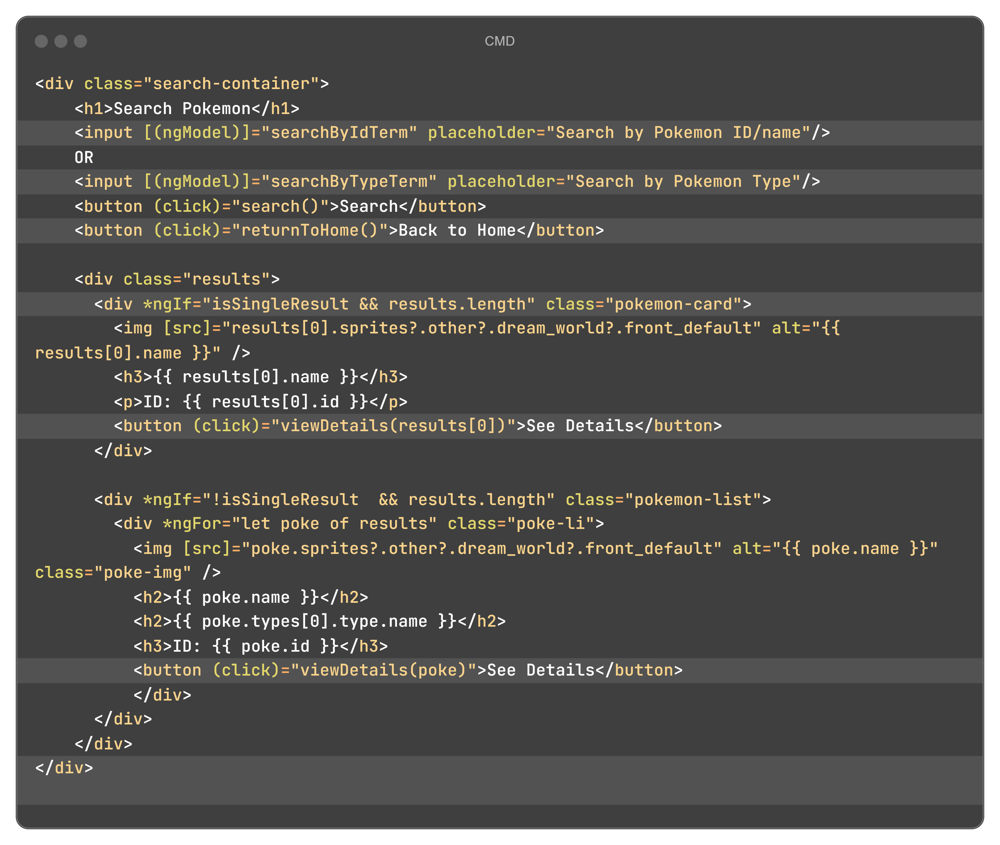 CMD
<div class="search-container">
    <h1>Search Pokemon</h1>
    <input [(ngModel)]="searchByIdTerm" placeholder="Search by Pokemon ID/name"/>
    OR
    <input [(ngModel)]="searchByTypeTerm" placeholder="Search by Pokemon Type"/>
    <button (click)="search()">Search</button>
    <button (click)="returnToHome()">Back to Home</button>

    <div class="results">
      <div *ngIf="isSingleResult && results.length" class="pokemon-card">
        <img [src]="results[0].sprites?.other?.dream_world?.front_default" alt="{{
results[0].name }}" />
        <h3>{{ results[0].name }}</h3>
        <p>ID: {{ results[0].id }}</p>
        <button (click)="viewDetails(results[0])">See Details</button>
      </div>

      <div *ngIf="!isSingleResult  && results.length" class="pokemon-list">
        <div *ngFor="let poke of results" class="poke-li">
          <img [src]="poke.sprites?.other?.dream_world?.front_default" alt="{{ poke.name }}"
class="poke-img" />
          <h2>{{ poke.name }}</h2>
          <h2>{{ poke.types[0].type.name }}</h2>
          <h3>ID: {{ poke.id }}</h3>
          <button (click)="viewDetails(poke)">See Details</button>
          </div>
      </div>
    </div>
</div>